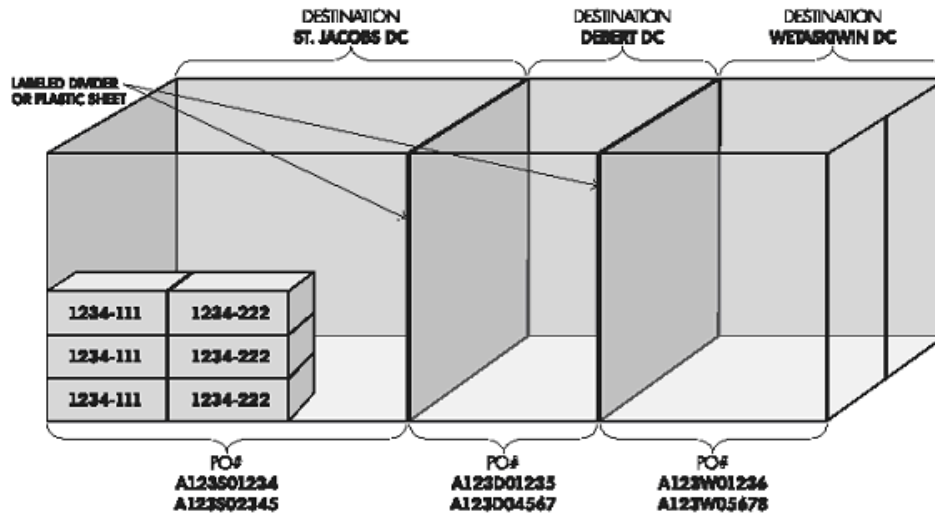 DESTINATION
ST. JACOBS DC
DESTINATION
DEBERT DC
DESTINATION
WETASKIWIN DC
LABELED DIVIDER
OR PLASTIC SHEET
1234-111
1234-222
1234-111
1234-222
1234-111
1234-222
PO#
A123S01234
A123S02345
PO#
A123D01235
A123D04567
PO#
A123W01236
A123W05678